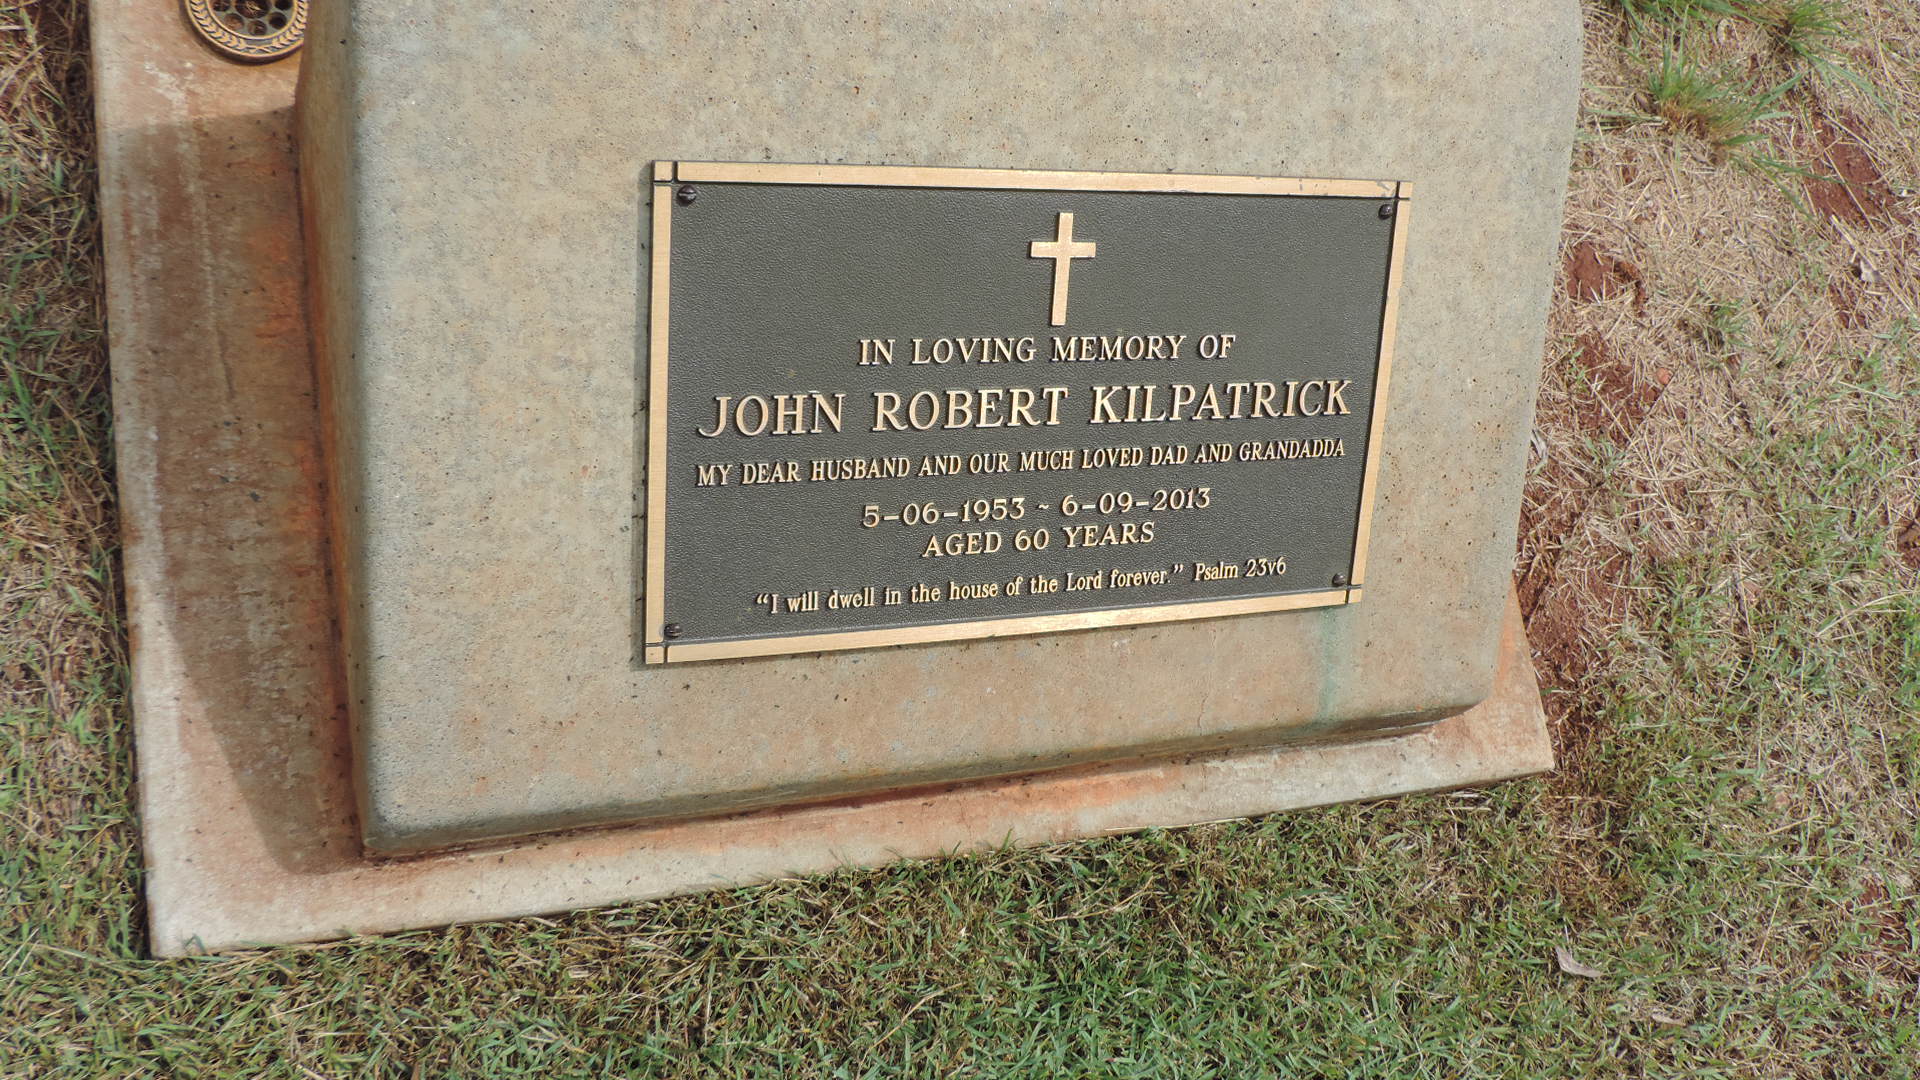 IN LOVING MEMORY OF
JOHN ROBERT KILPATRICK
MY DEAR HUSBAND AND OUR MUCH LOVED DAD AND GRANDADDA
5-06-1953 ~ 6-09-2013
AGED 60 YEARS
"I will dwell in the house of the Lord forever." Psalm 23v6